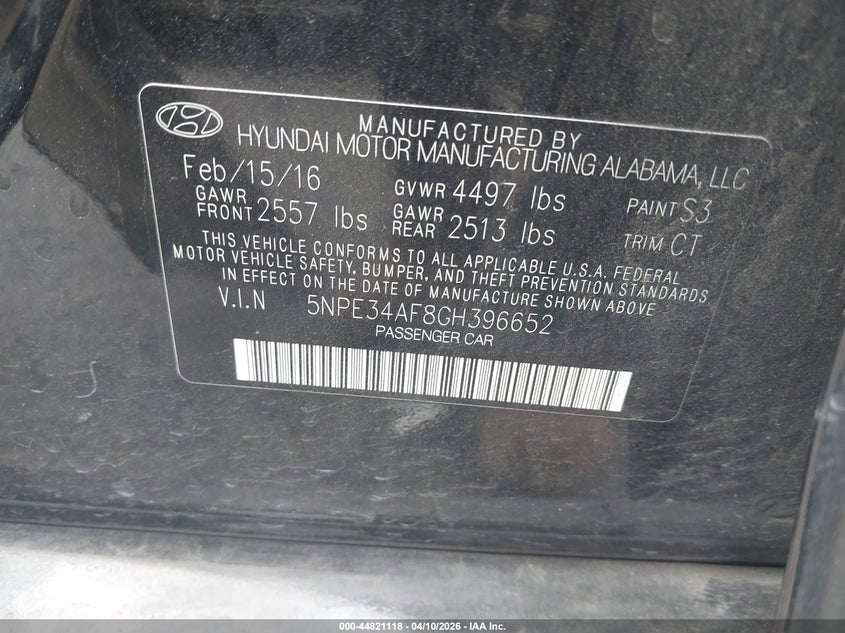 MANUFACTURED BY
HYUNDAI MOTOR MANUFACTURING ALABAMA, LLC
Feb/15/16 GVWR 4497 lbs PAINT S3
GAWR FRONT 2557 lbs GAWR REAR 2513 lbs TRIM CT
THIS VEHICLE CONFORMS TO ALL APPLICABLE U.S.A. FEDERAL
MOTOR VEHICLE SAFETY, BUMPER, AND THEFT PREVENTION STANDARDS
IN EFFECT ON THE DATE OF MANUFACTURE SHOWN ABOVE
V.I.N 5NPE34AF8GH396652
PASSENGER CAR
000-44821118 - 04/10/2026 - IAA Inc.